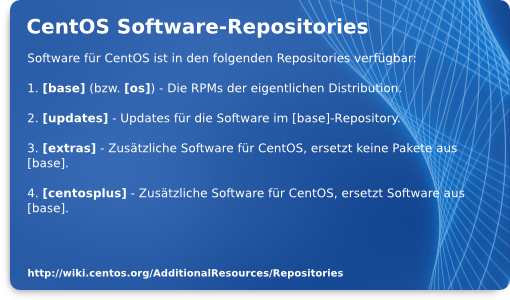 CentOS Software-Repositories
Software für CentOS ist in den folgenden Repositories verfügbar:
1. [base] (bzw. [os]) - Die RPMs der eigentlichen Distribution.
2. [updates] - Updates für die Software im [base]-Repository.
3. [extras] - Zusätzliche Software für CentOS, ersetzt keine Pakete aus
[base].
4. [centosplus] - Zusätzliche Software für CentOS, ersetzt Software aus
[base].
http://wiki.centos.org/AdditionalResources/Repositories